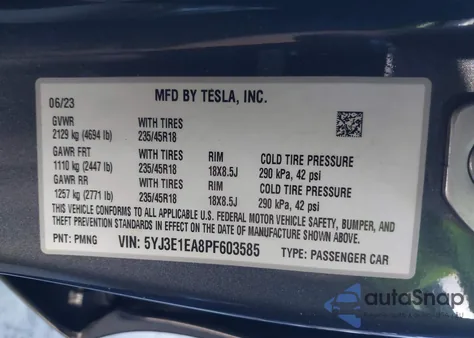 MFD BY TESLA, INC.
06/23
GVWR WITH TIRES
2129 kg (4694 lb) 235/45R18
GAWR FRT WITH TIRES RIM COLD TIRE PRESSURE
1110 kg (2447 lb) 235/45R18 18X8.5J 290 kPa, 42 psi
GAWR RR WITH TIRES RIM COLD TIRE PRESSURE
1257 kg (2771 lb) 235/45R18 18X8.5J 290 kPa, 42 psi
THIS VEHICLE CONFORMS TO ALL APPLICABLE U.S. FEDERAL MOTOR VEHICLE SAFETY, BUMPER, AND
THEFT PREVENTION STANDARDS IN EFFECT ON THE DATE OF MANUFACTURE SHOWN ABOVE.
PNT: PMNG VIN: 5YJ3E1EA8PF603585 TYPE: PASSENGER CAR
autoSnap